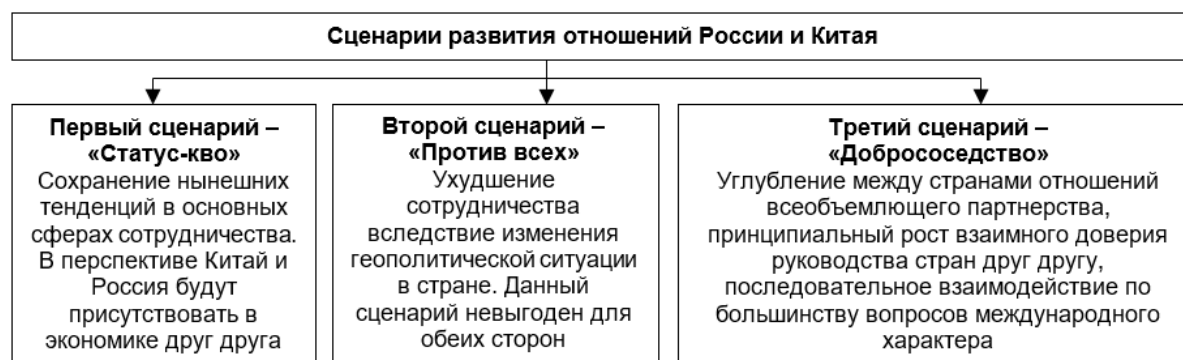 Сценарии развития отношений России и Китая
Первый сценарий –
«Статус-кво»
Сохранение нынешних
тенденций в основных
сферах сотрудничества.
В перспективе Китай и
Россия будут
присутствовать в
экономике друг друга
Второй сценарий –
«Против всех»
Ухудшение
сотрудничества
вследствие изменения
геополитической ситуации
в стране. Данный
сценарий невыгоден для
обеих сторон
Третий сценарий –
«Добрососедство»
Углубление между странами отношений
всеобъемлющего партнерства,
принципиальный рост взаимного доверия
руководства стран друг другу,
последовательное взаимодействие по
большинству вопросов международного
характера